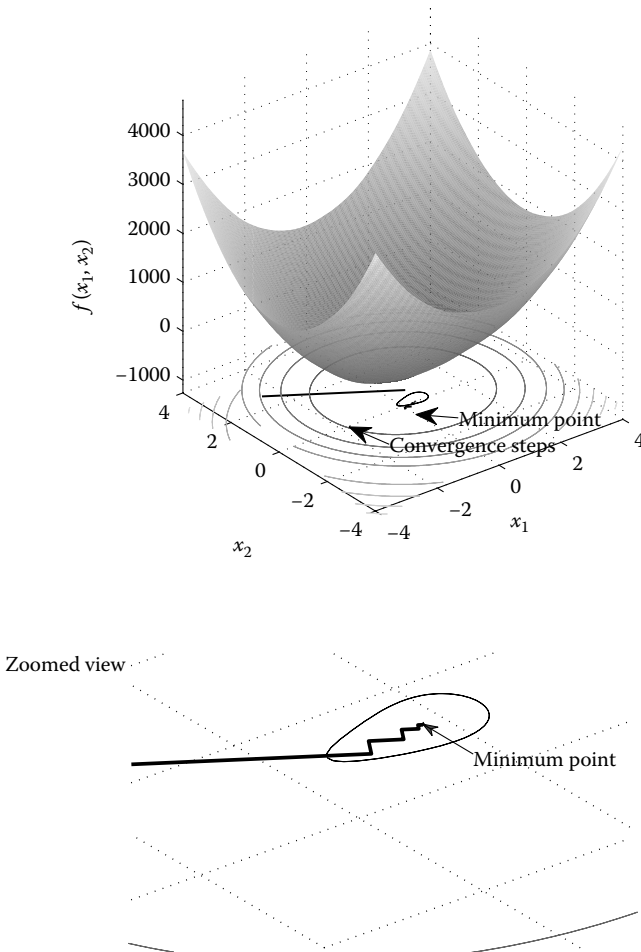 4000
3000
2000
1000
0
−1000
f (x₁, x₂)
4
2
0
−2
−4
x₂
−4
−2
0
2
4
x₁
Minimum point
Convergence steps
Zoomed view
Minimum point